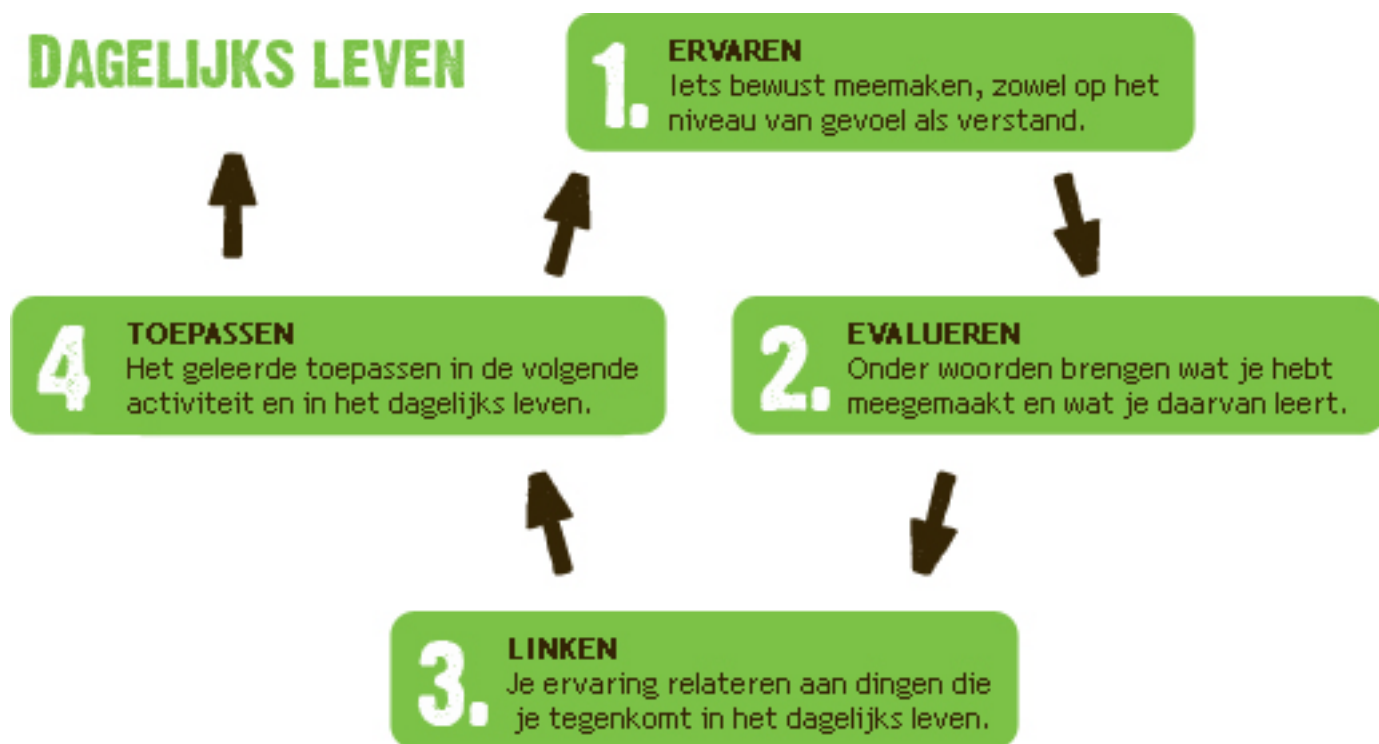 DAGELIJKS LEVEN
1. ERVAREN
Iets bewust meemaken, zowel op het
niveau van gevoel als verstand.
2. EVALUEREN
Onder woorden brengen wat je hebt
meegemaakt en wat je daarvan leert.
3. LINKEN
Je ervaring relateren aan dingen die
je tegenkomt in het dagelijks leven.
4 TOEPASSEN
Het geleerde toepassen in de volgende
activiteit en in het dagelijks leven.